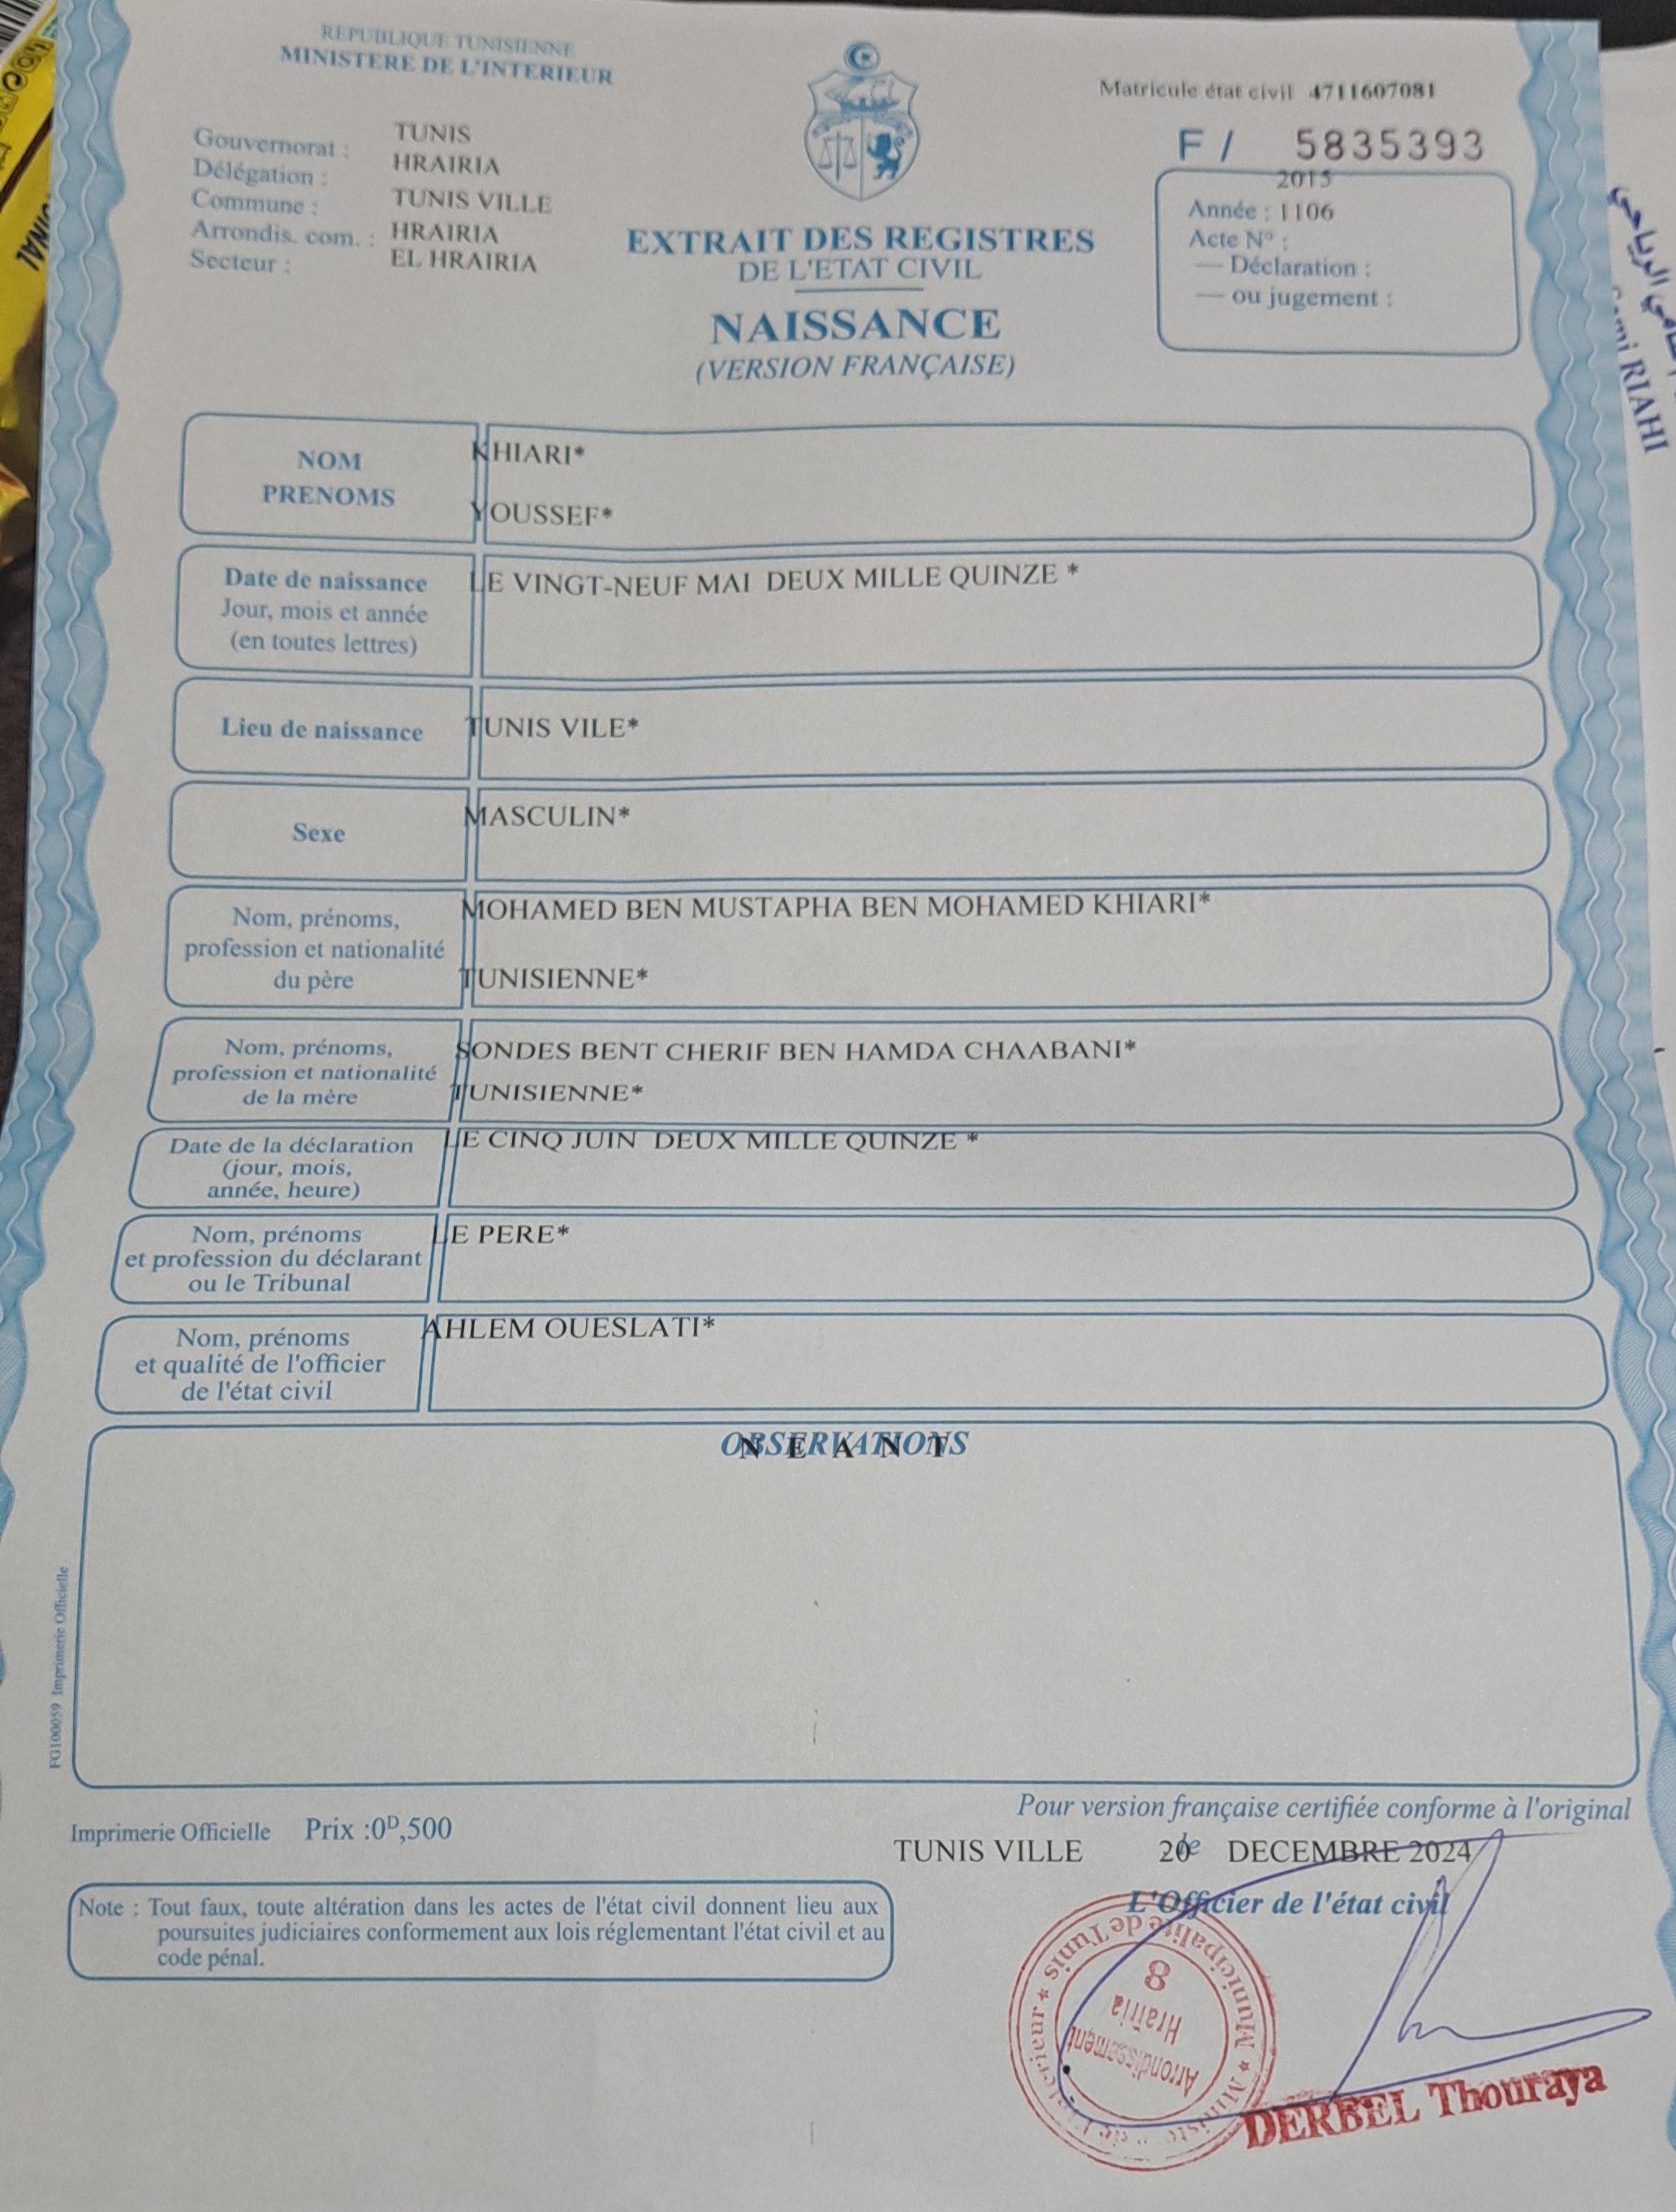 REPUBLIQUE TUNISIENNE
MINISTERE DE L'INTERIEUR
Matricule état civil 4711607081
F / 5835393
Gouvernorat : TUNIS
Délégation : HRAIRIA
Commune : TUNIS VILLE
Arrondis. com. : HRAIRIA
Secteur : EL HRAIRIA
EXTRAIT DES REGISTRES
DE L'ETAT CIVIL
NAISSANCE
(VERSION FRANÇAISE)
2015
Année : 1106
Acte N° :
— Déclaration :
— ou jugement :
NOM KHIARI*
PRENOMS YOUSSEF*
Date de naissance LE VINGT-NEUF MAI DEUX MILLE QUINZE *
Jour, mois et année
(en toutes lettres)
Lieu de naissance TUNIS VILE*
Sexe MASCULIN*
Nom, prénoms, MOHAMED BEN MUSTAPHA BEN MOHAMED KHIARI*
profession et nationalité
du père TUNISIENNE*
Nom, prénoms, SONDES BENT CHERIF BEN HAMDA CHAABANI*
profession et nationalité
de la mère TUNISIENNE*
Date de la déclaration LE CINQ JUIN DEUX MILLE QUINZE *
(jour, mois,
année, heure)
Nom, prénoms LE PERE*
et profession du déclarant
ou le Tribunal
Nom, prénoms AHLEM OUESLATI*
et qualité de l'officier
de l'état civil
OBSERVATIONS
N E A N T
FG100059 Imprimerie Officielle
Imprimerie Officielle Prix :0D,500
Pour version française certifiée conforme à l'original
TUNIS VILLE le 20 DECEMBRE 2024
L'Officier de l'état civil
Note : Tout faux, toute altération dans les actes de l'état civil donnent lieu aux
poursuites judiciaires conformement aux lois réglementant l'état civil et au
code pénal.
Municipalité de Tunis
Arrondissement
Hrairia
8
DERBEL Thouraya
RIAHI
الرياحي